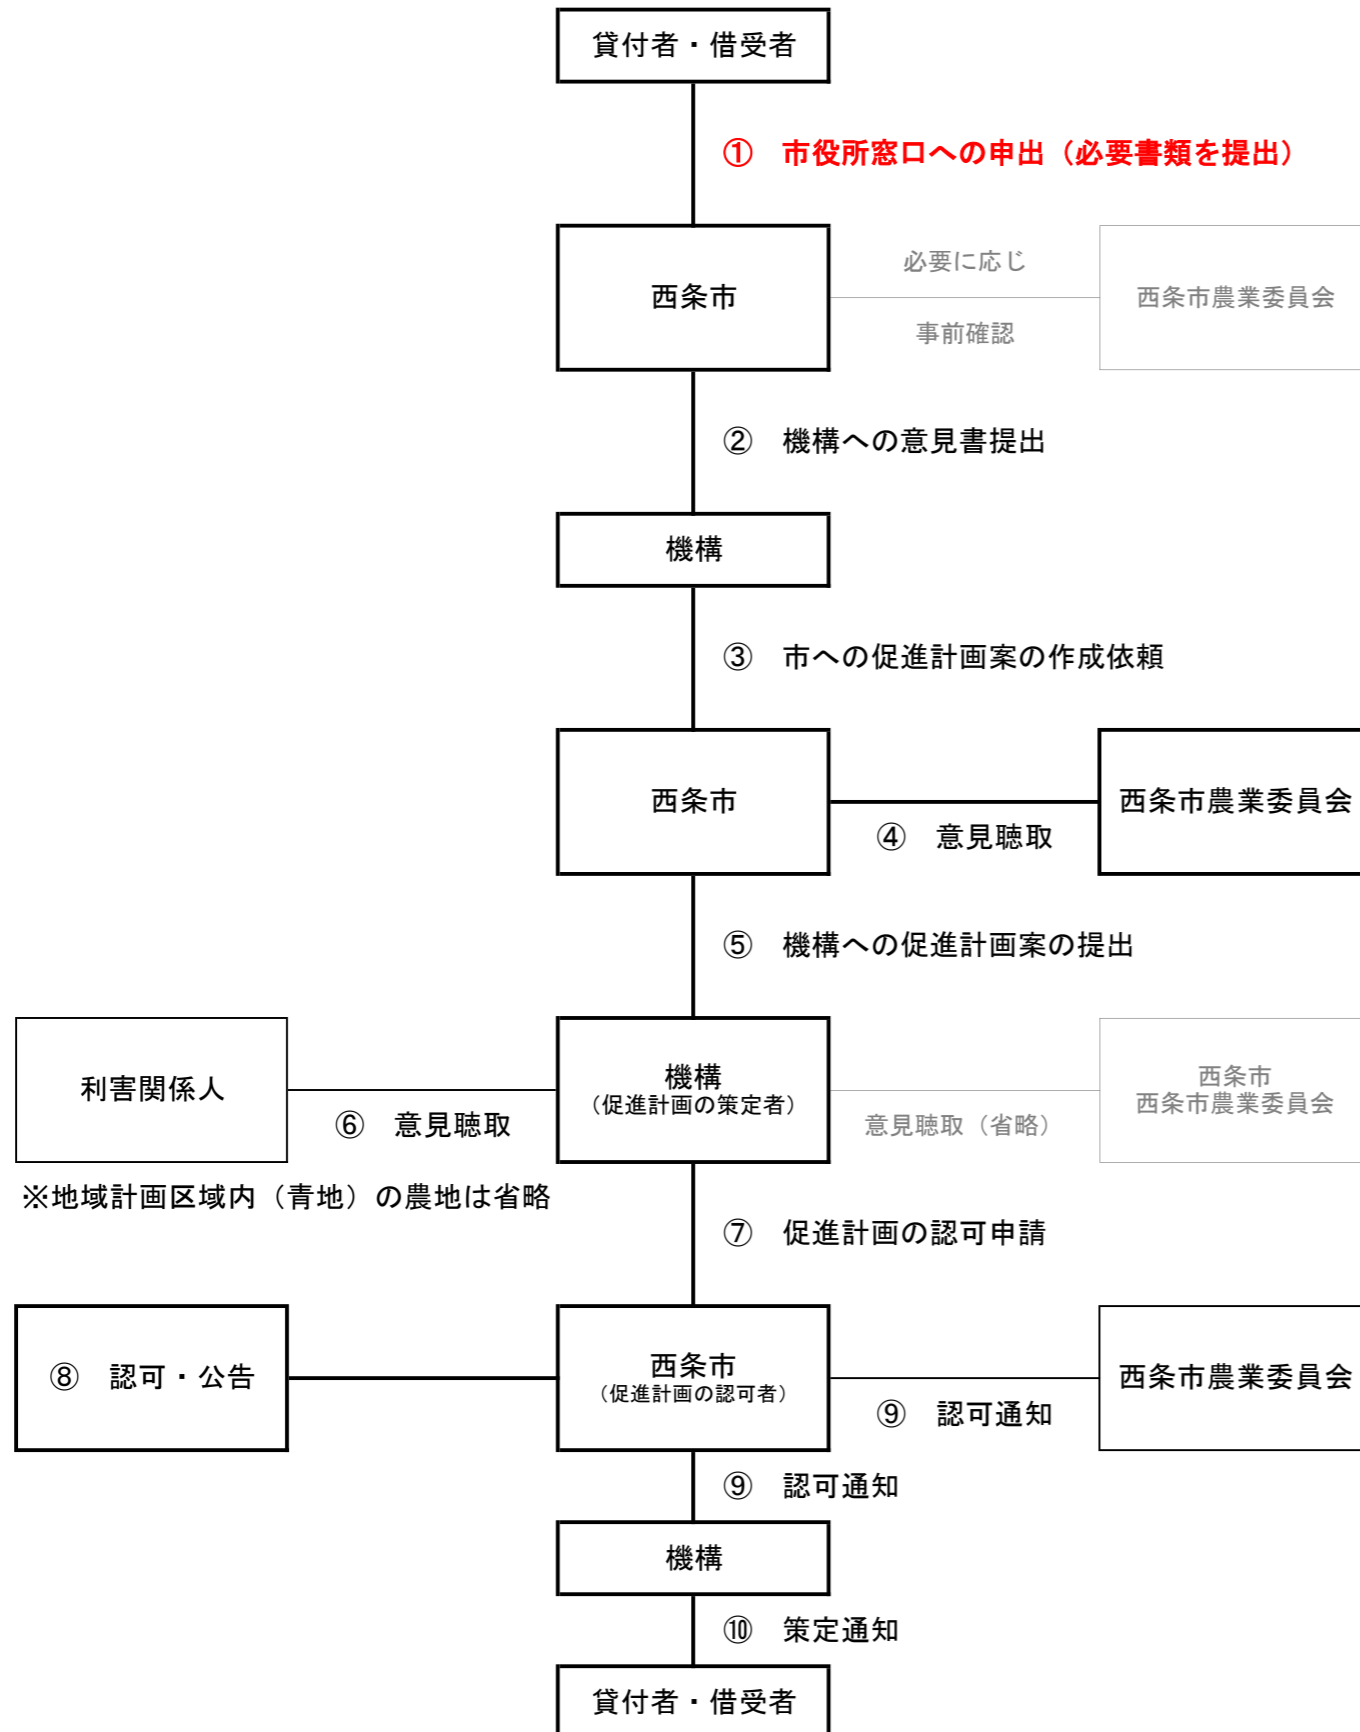 貸付者・借受者
① 市役所窓口への申出（必要書類を提出）
西条市
必要に応じ
事前確認
西条市農業委員会
② 機構への意見書提出
機構
③ 市への促進計画案の作成依頼
西条市
④ 意見聴取
西条市農業委員会
⑤ 機構への促進計画案の提出
利害関係人
⑥ 意見聴取
機構
（促進計画の策定者）
意見聴取（省略）
西条市
西条市農業委員会
※地域計画区域内（青地）の農地は省略
⑦ 促進計画の認可申請
⑧ 認可・公告
西条市
（促進計画の認可者）
⑨ 認可通知
西条市農業委員会
⑨ 認可通知
機構
⑩ 策定通知
貸付者・借受者